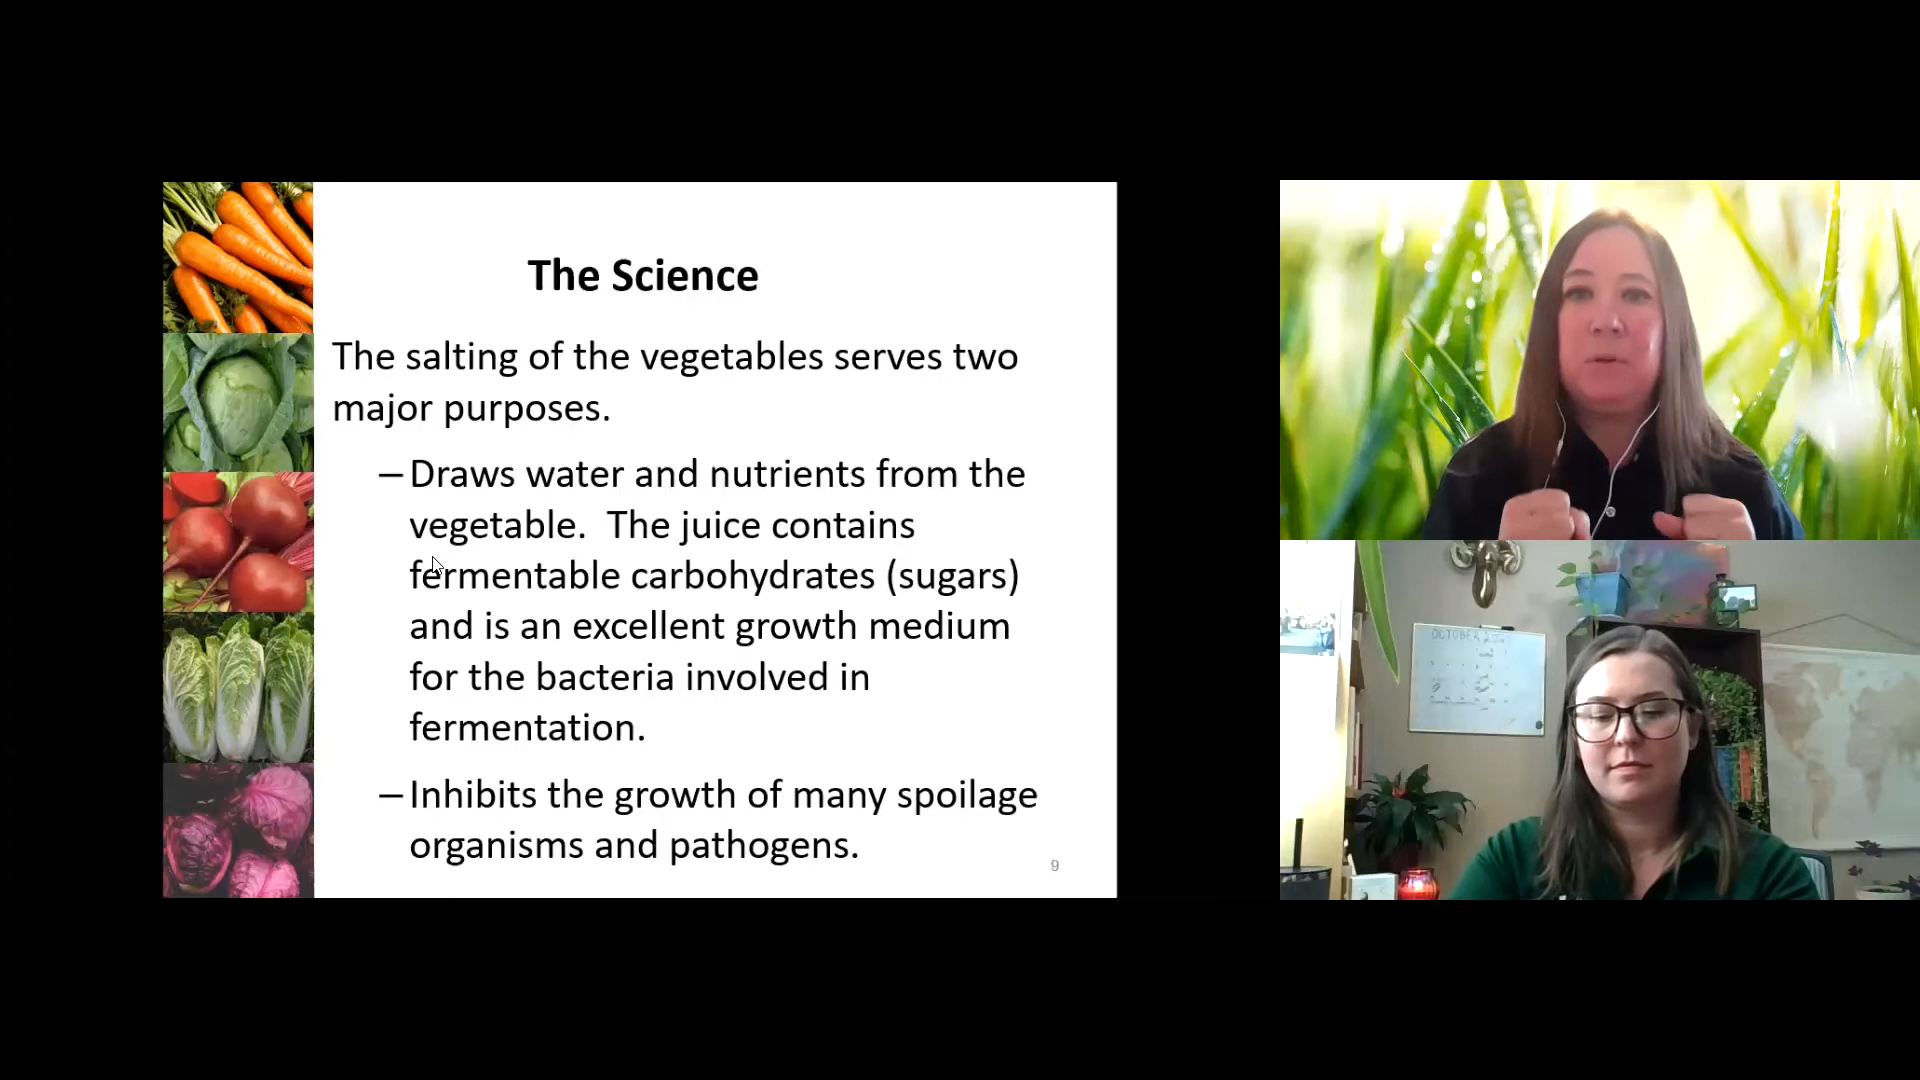 The Science
The salting of the vegetables serves two
major purposes.
– Draws water and nutrients from the
vegetable.  The juice contains
fermentable carbohydrates (sugars)
and is an excellent growth medium
for the bacteria involved in
fermentation.
– Inhibits the growth of many spoilage
organisms and pathogens.
9
OCTOBER